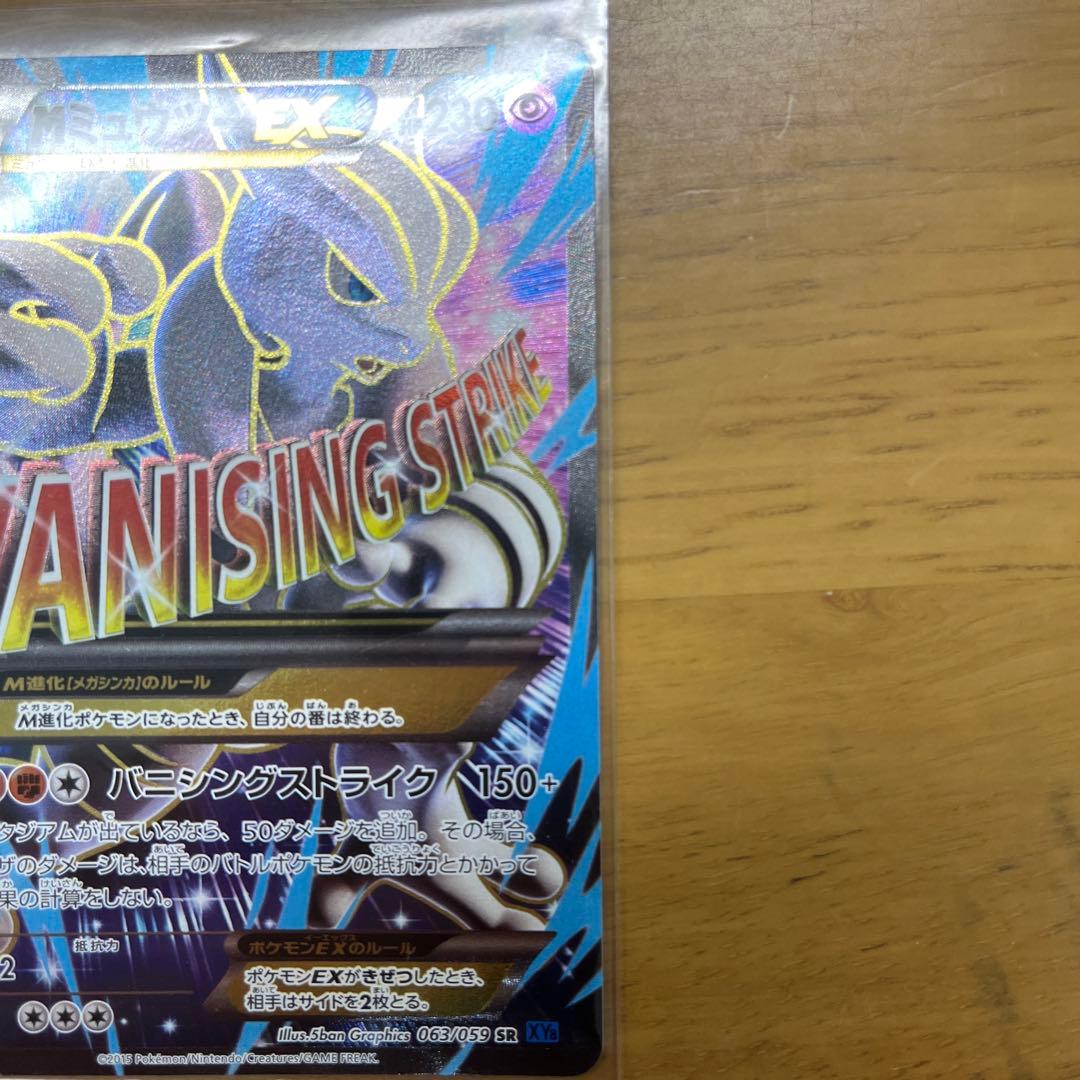 MミュウツーEX HP230
VANISING STRIKE
M進化[メガシンカ]のルール
M進化ポケモンになったとき、自分の番は終わる。
バニシングストライク 150+
タジアムが出ているなら、50ダメージを追加。その場合、
ザのダメージは、相手のバトルポケモンの抵抗力とかかって
果の計算をしない。
抵抗力
2
ポケモンEXのルール
ポケモンEXがきぜつしたとき、
相手はサイドを2枚とる。
Illus.5ban Graphics 063/059 SR XY8
©2015 Pokémon/Nintendo/Creatures/GAME FREAK.